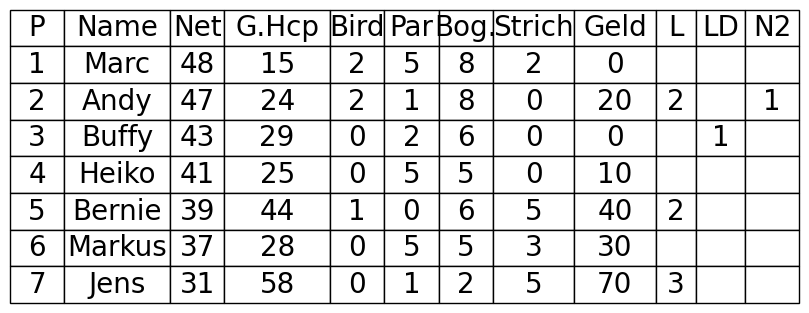 P Name Net G.Hcp Bird Par Bog. Strich Geld L LD N2
1 Marc 48 15 2 5 8 2 0
2 Andy 47 24 2 1 8 0 20 2 1
3 Buffy 43 29 0 2 6 0 0 1
4 Heiko 41 25 0 5 5 0 10
5 Bernie 39 44 1 0 6 5 40 2
6 Markus 37 28 0 5 5 3 30
7 Jens 31 58 0 1 2 5 70 3